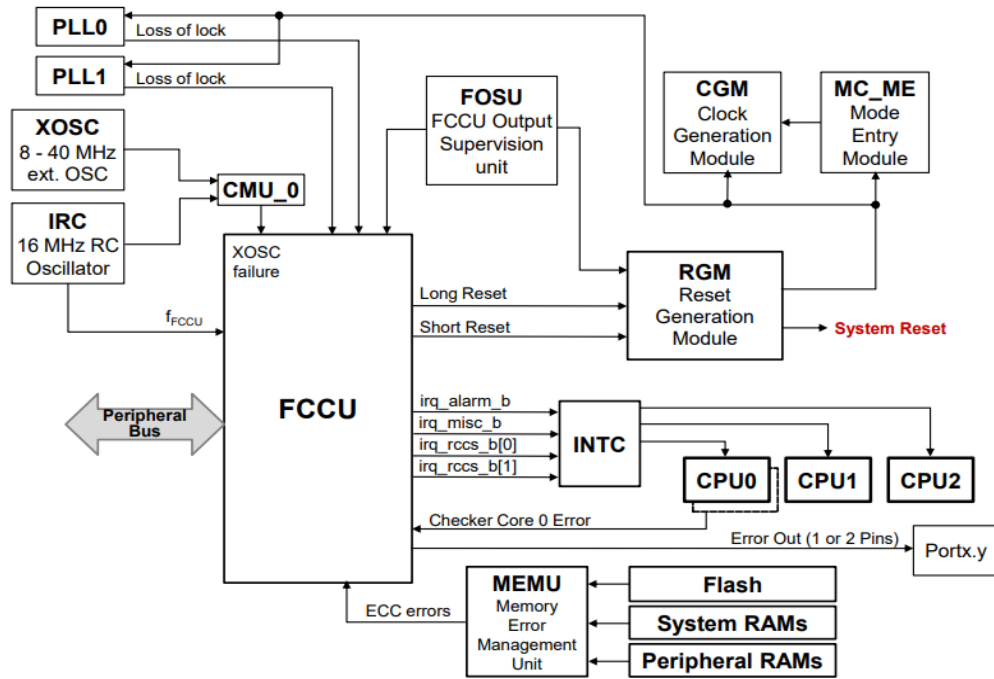 PLL0
Loss of lock
PLL1
Loss of lock
XOSC
8 - 40 MHz
ext. OSC
CMU_0
IRC
16 MHz RC
Oscillator
fFCCU
FOSU
FCCU Output
Supervision
unit
CGM
Clock
Generation
Module
MC_ME
Mode
Entry
Module
XOSC
failure
FCCU
Long Reset
Short Reset
RGM
Reset
Generation
Module
System Reset
Peripheral
Bus
irq_alarm_b
irq_misc_b
irq_rccs_b[0]
irq_rccs_b[1]
INTC
CPU0
CPU1
CPU2
Checker Core 0 Error
Error Out (1 or 2 Pins)
Portx.y
ECC errors
MEMU
Memory
Error
Management
Unit
Flash
System RAMs
Peripheral RAMs